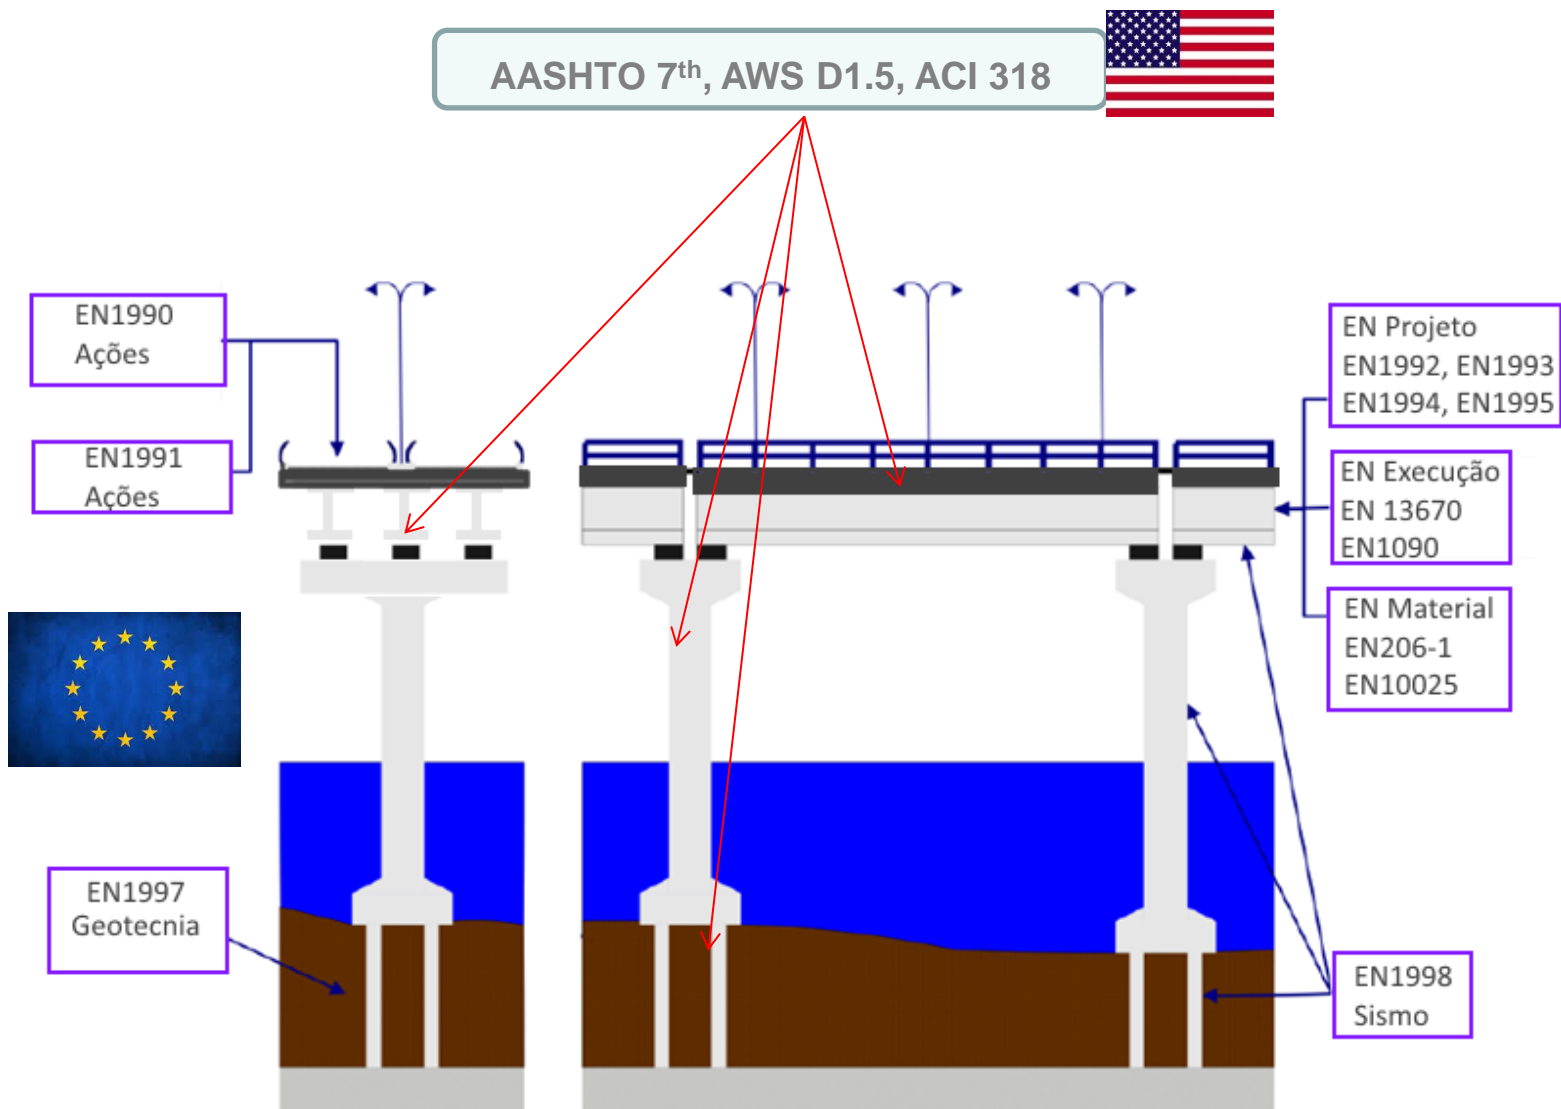 AASHTO 7th, AWS D1.5, ACI 318
EN1990
Ações
EN1991
Ações
EN Projeto
EN1992, EN1993
EN1994, EN1995
EN Execução
EN 13670
EN1090
EN Material
EN206-1
EN10025
EN1997
Geotecnia
EN1998
Sismo